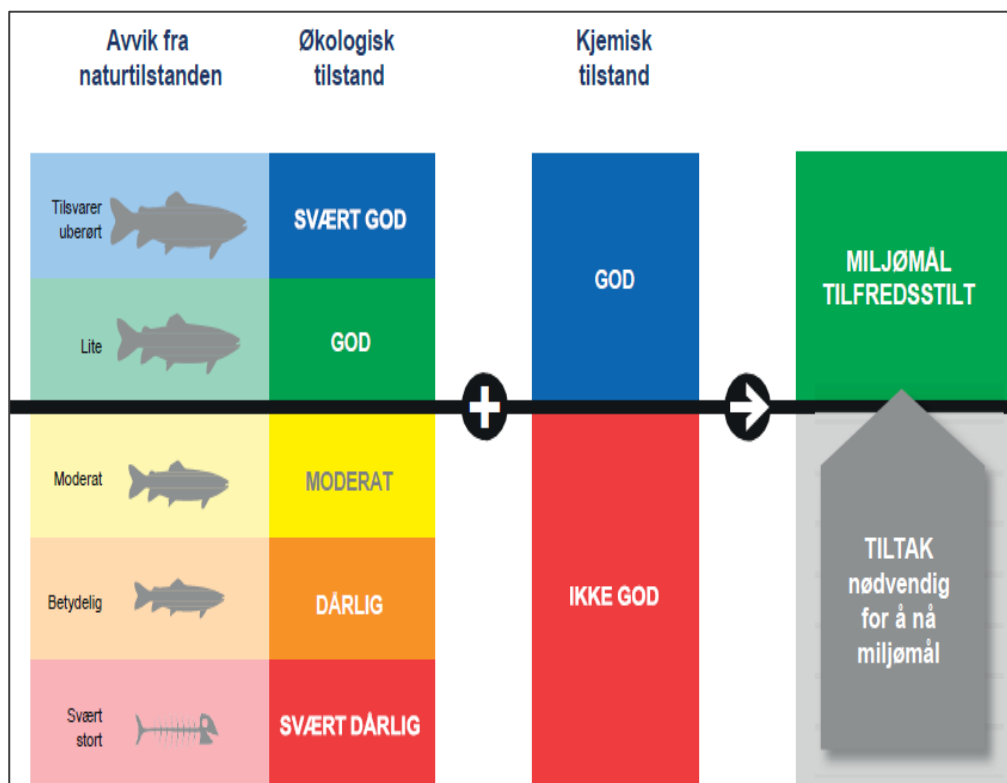 Avvik fra
naturtilstanden
Økologisk
tilstand
Kjemisk
tilstand
Tilsvarer
uberørt
SVÆRT GOD
Lite
GOD
GOD
MILJØMÅL
TILFREDSSTILT
Moderat
MODERAT
Betydelig
DÅRLIG
Svært
stort
SVÆRT DÅRLIG
IKKE GOD
TILTAK
nødvendig
for å nå
miljømål